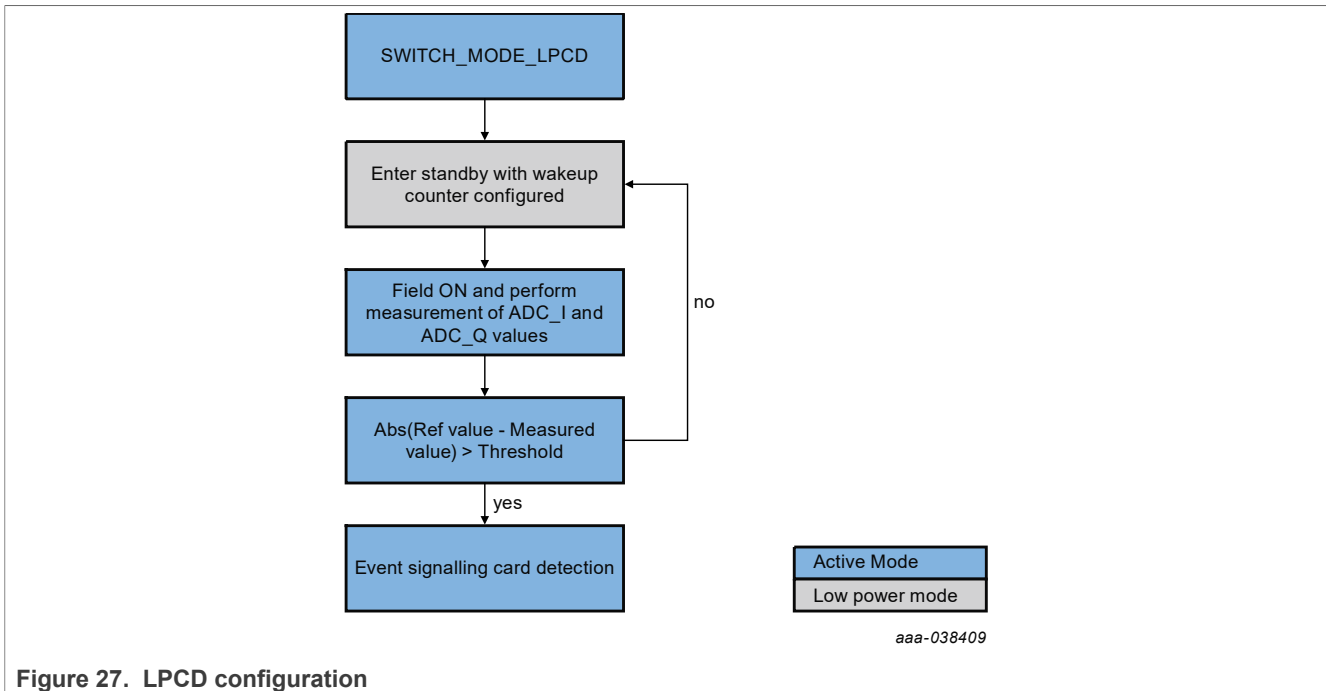 SWITCH_MODE_LPCD
Enter standby with wakeup
counter configured
Field ON and perform
measurement of ADC_I and
ADC_Q values
no
Abs(Ref value - Measured
value) > Threshold
yes
Event signalling card detection
Active Mode
Low power mode
aaa-038409
Figure 27. LPCD configuration